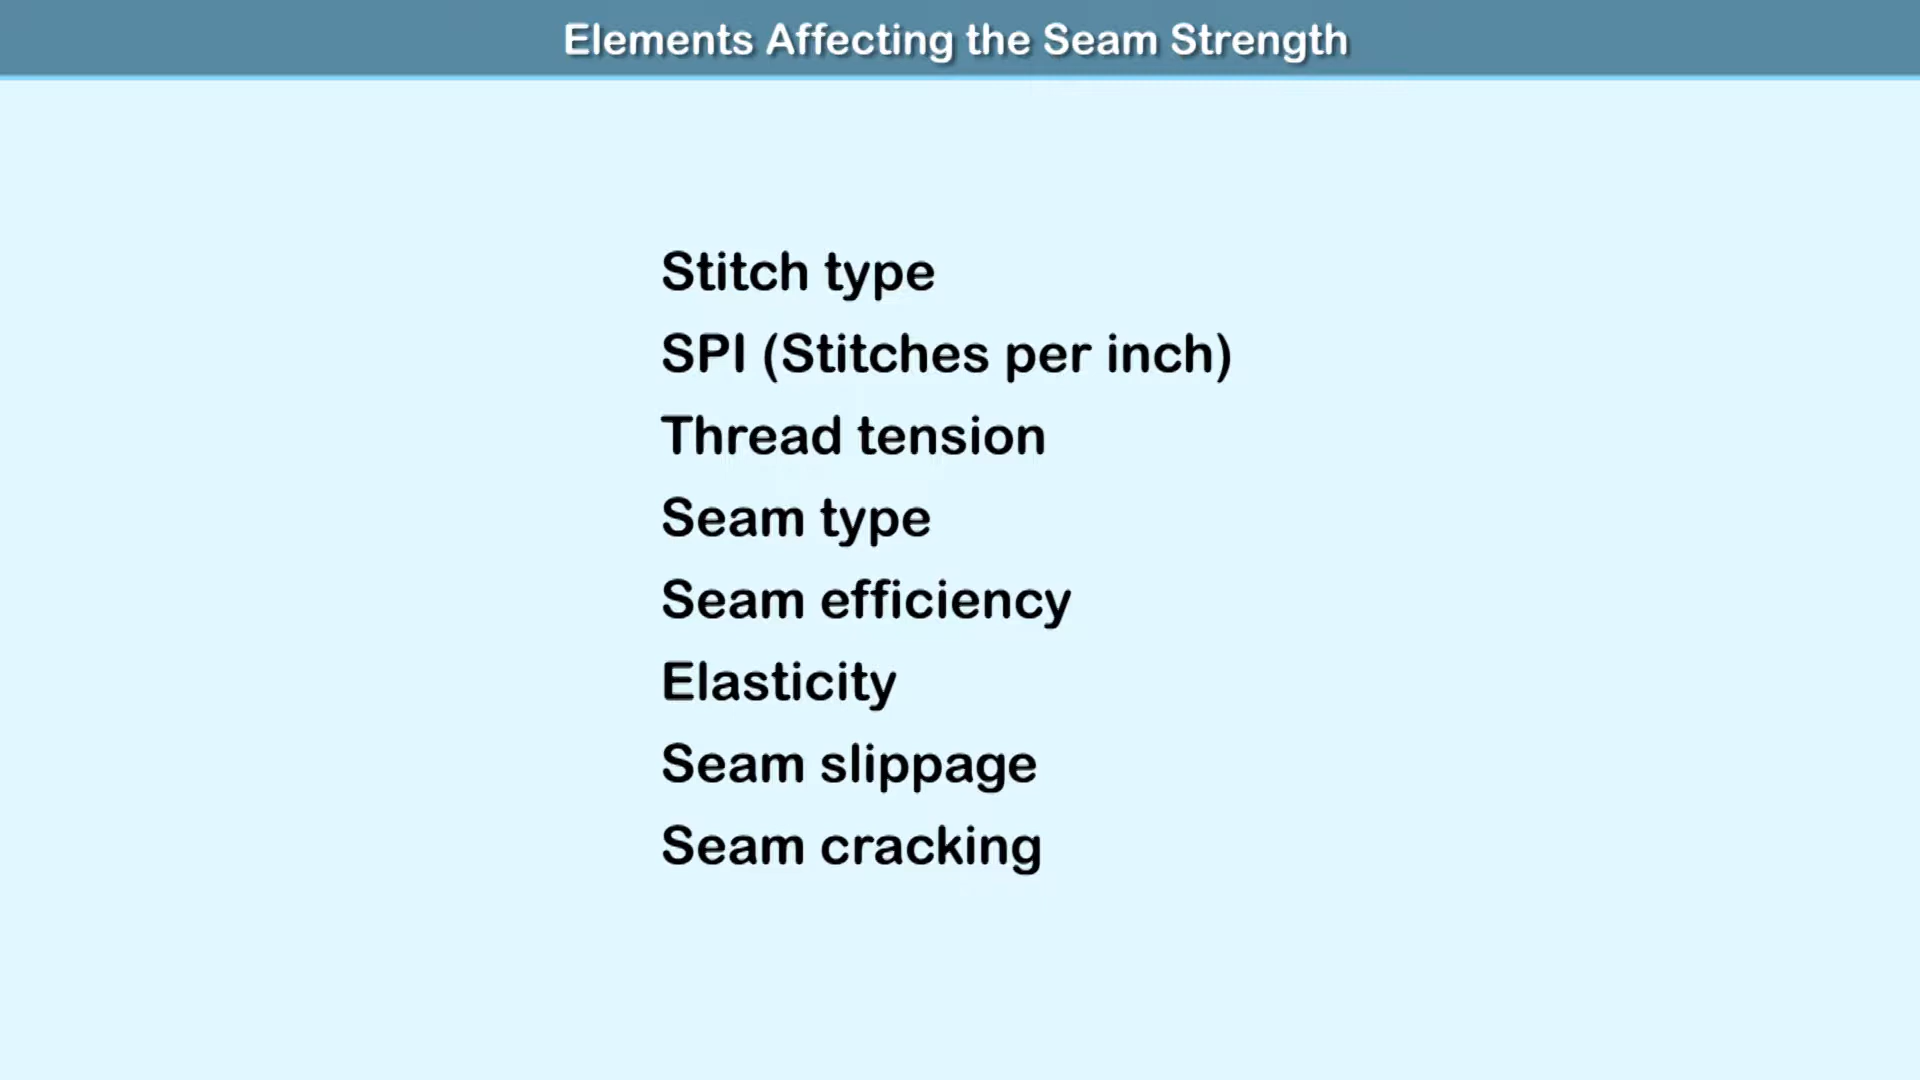 Elements Affecting the Seam Strength
Stitch type
SPI (Stitches per inch)
Thread tension
Seam type
Seam efficiency
Elasticity
Seam slippage
Seam cracking